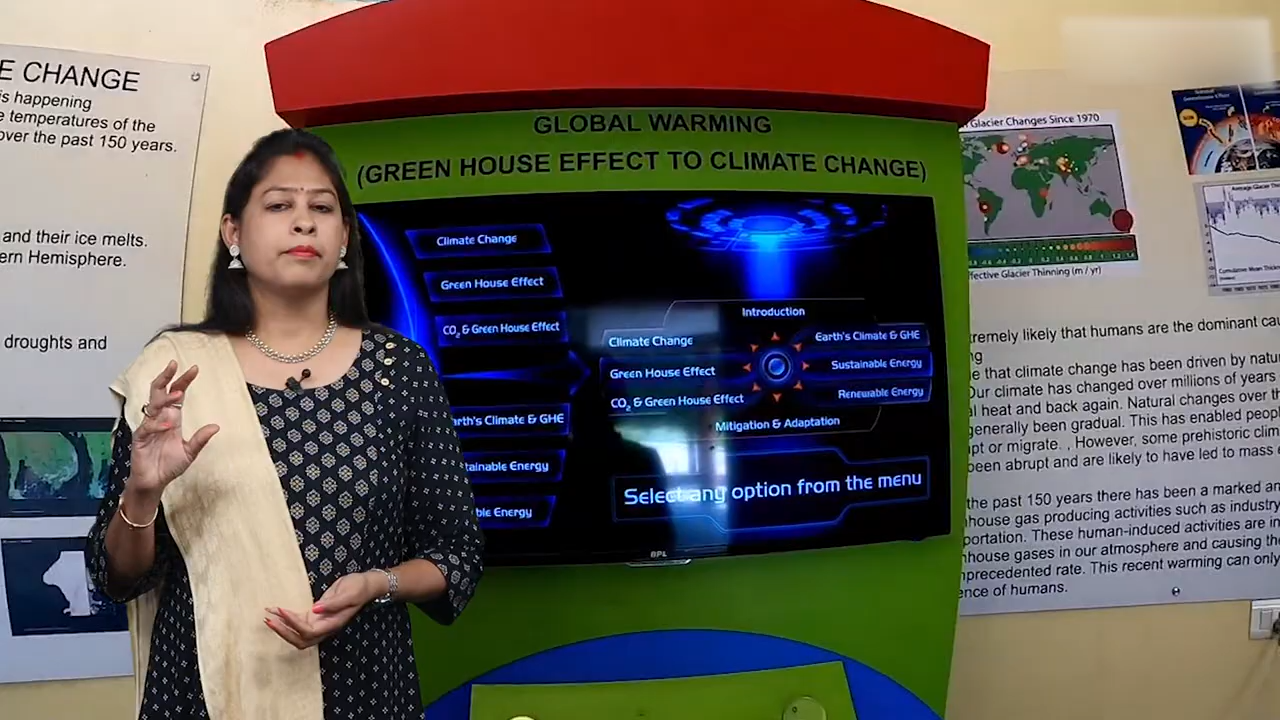 E CHANGE
is happening
e temperatures of the
over the past 150 years.
and their ice melts.
ern Hemisphere.
droughts and
GLOBAL WARMING
(GREEN HOUSE EFFECT TO CLIMATE CHANGE)
Climate Change
Green House Effect
CO₂ & Green House Effect
arth's Climate & GHE
tainable Energy
ble Energy
Introduction
Climate Change
Green House Effect
CO₂ & Green House Effect
Earth's Climate & GHE
Sustainable Energy
Renewable Energy
Mitigation & Adaptation
Select any option from the menu
BPL
Glacier Changes Since 1970
ffective Glacier Thinning (m / yr)
tremely likely that humans are the dominant ca
ng
e that climate change has been driven by natu
Our climate has changed over millions of years
al heat and back again. Natural changes over th
generally been gradual. This has enabled peop
pt or migrate. , However, some prehistoric clim
been abrupt and are likely to have led to mass
the past 150 years there has been a marked an
house gas producing activities such as industry
portation. These human-induced activities are in
house gases in our atmosphere and causing the
precedented rate. This recent warming can only
ence of humans.